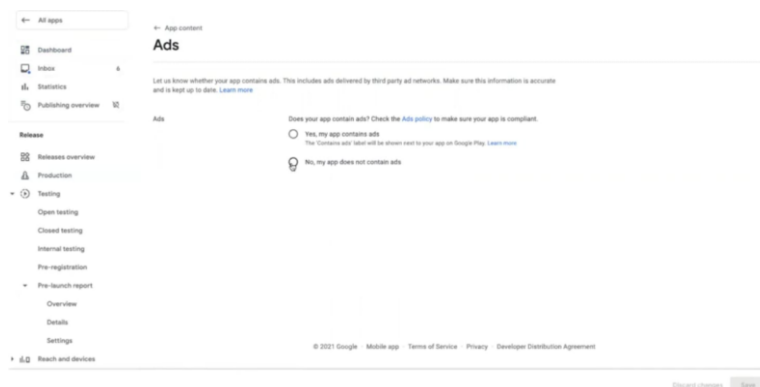 All apps
Dashboard
Inbox
Statistics
Publishing overview
Release
Releases overview
Production
Testing
Open testing
Closed testing
Internal testing
Pre-registration
Pre-launch report
Overview
Details
Settings
Reach and devices
App content
Ads
Let us know whether your app contains ads. This includes ads delivered by third party ad networks. Make sure this information is accurate
and is kept up to date. Learn more
Ads
Does your app contain ads? Check the Ads policy to make sure your app is compliant.
Yes, my app contains ads
The 'Contains ads' label will be shown next to your app on Google Play. Learn more
No, my app does not contain ads
© 2021 Google · Mobile app · Terms of Service · Privacy · Developer Distribution Agreement
Discard changes
Save